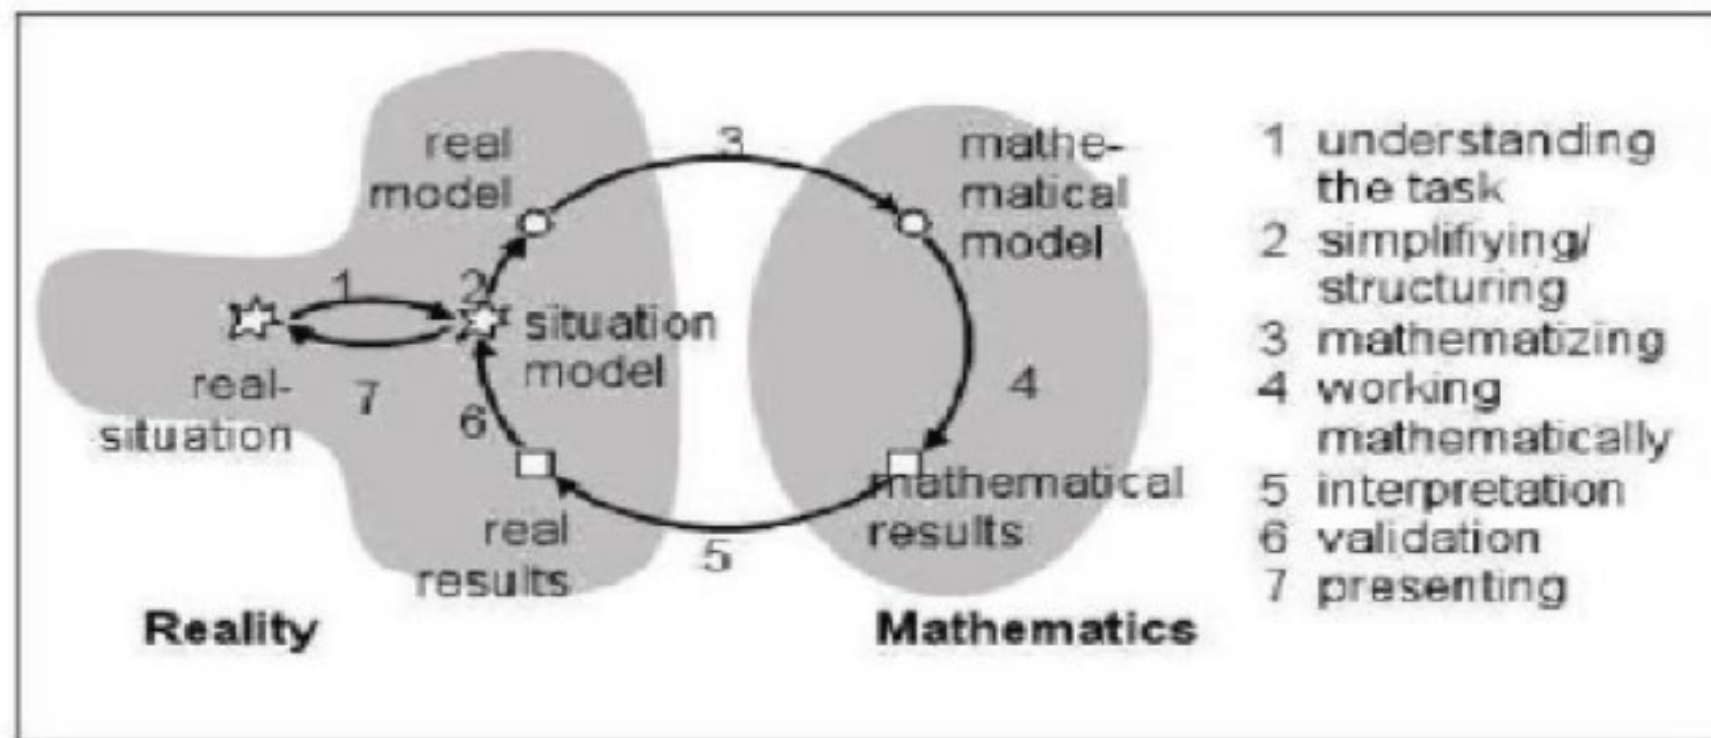 real
model
3
mathe-
matical
model
1
2
situation
model
real-
situation
7
6
4
mathematical
results
real
results
5
Reality
Mathematics
1 understanding
the task
2 simplifiying/
structuring
3 mathematizing
4 working
mathematically
5 interpretation
6 validation
7 presenting